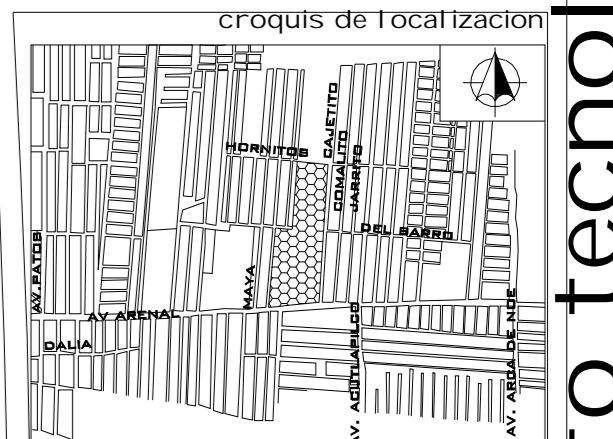 croquis de localizacion
CAJETITO
HORNITOS
COMALITO
JARRITO
DEL BARRO
AV. PATOS
MAYA
AV ARENAL
DALIA
AV. ACUTLAPILCO
AV. ARCA DE NOE
to tecnol